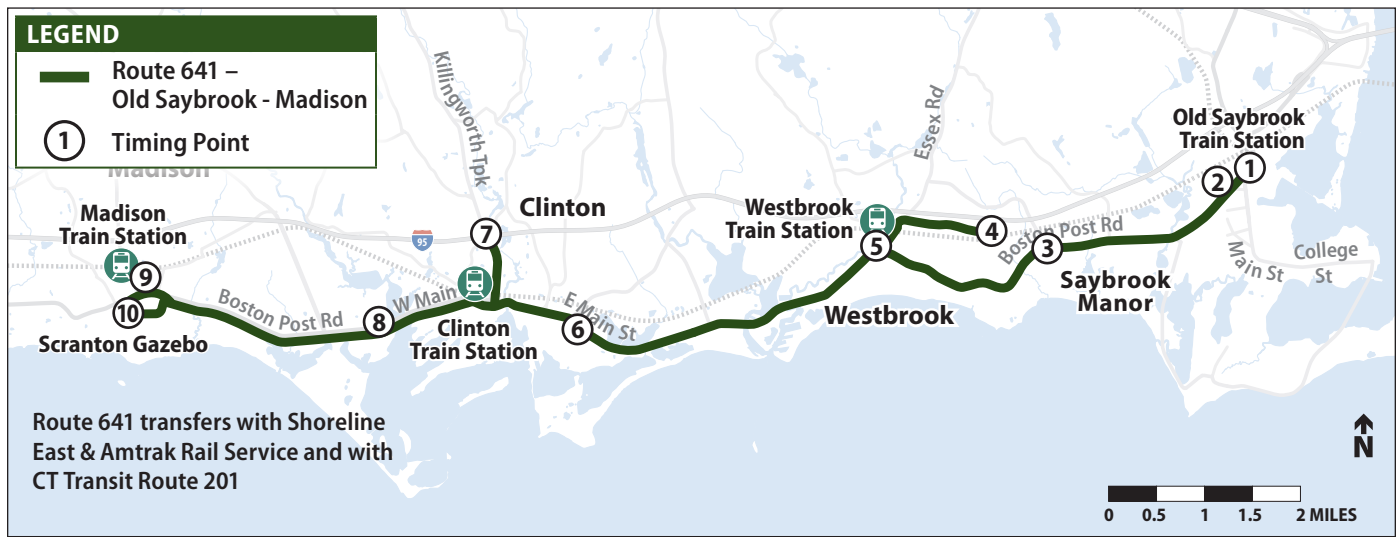 LEGEND
Route 641 –
Old Saybrook - Madison
1
Timing Point
Madison
Killingworth Tpk
Essex Rd
Old Saybrook
Train Station
1
2
Madison
Train Station
9
10
Scranton Gazebo
Boston Post Rd
8
W Main
95
7
Clinton
Clinton
Train Station
E Main St
6
Westbrook
Train Station
5
Westbrook
4
Boston Post Rd
3
Saybrook
Manor
Main St
College
St
Route 641 transfers with Shoreline
East & Amtrak Rail Service and with
CT Transit Route 201
N
0 0.5 1 1.5 2 MILES